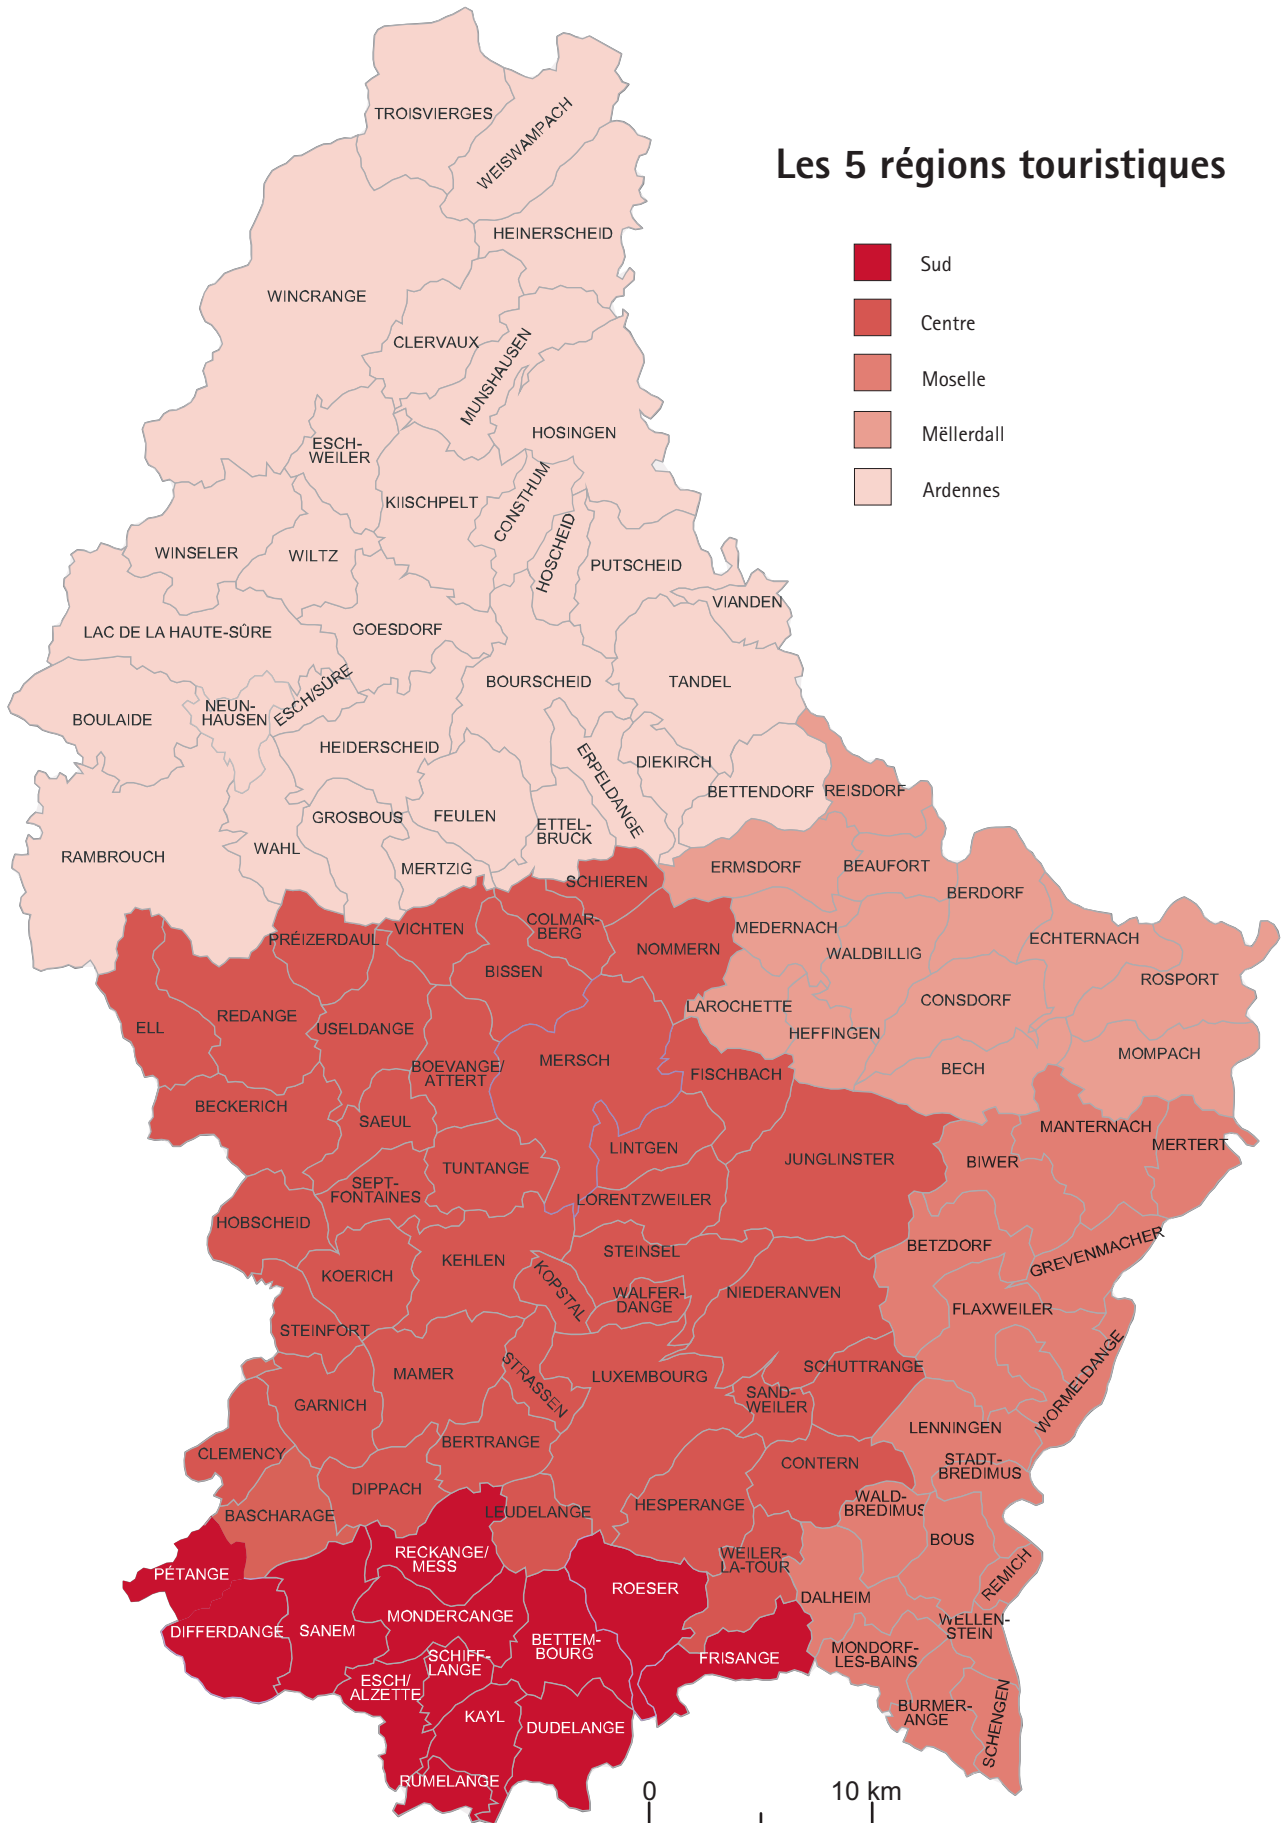 Les 5 régions touristiques
Sud
Centre
Moselle
Mëllerdall
Ardennes
TROISVIERGES
WEISWAMPACH
HEINERSCHEID
WINCRANGE
CLERVAUX
MUNSHAUSEN
HOSINGEN
ESCH-
WEILER
KIISCHPELT
CONSTHUM
HOSCHEID
WINSELER
WILTZ
PUTSCHEID
VIANDEN
LAC DE LA HAUTE-SÛRE
GOESDORF
BOURSCHEID
TANDEL
ESCH/SÛRE
NEUN-
HAUSEN
BOULAIDE
HEIDERSCHEID
ERPELDANGE
DIEKIRCH
BETTENDORF
REISDORF
GROSBOUS
FEULEN
ETTEL-
BRUCK
WAHL
RAMBROUCH
MERTZIG
SCHIEREN
ERMSDORF
BEAUFORT
BERDORF
PRÉIZERDAUL
VICHTEN
COLMAR-
BERG
NOMMERN
MEDERNACH
WALDBILLIG
ECHTERNACH
ROSPORT
BISSEN
LAROCHETTE
CONSDORF
ELL
REDANGE
USELDANGE
HEFFINGEN
MOMPACH
BOEVANGE/
ATTERT
MERSCH
FISCHBACH
BECH
BECKERICH
SAEUL
LINTGEN
JUNGLINSTER
MANTERNACH
MERTERT
BIWER
TUNTANGE
SEPT-
FONTAINES
LORENTZWEILER
HOBSCHEID
KEHLEN
STEINSEL
BETZDORF
GREVENMACHER
KOERICH
KOPSTAL
WALFER-
DANGE
NIEDERANVEN
FLAXWEILER
STEINFORT
MAMER
STRASSEN
LUXEMBOURG
SCHUTTRANGE
WORMELDANGE
SAND-
WEILER
GARNICH
LENNINGEN
CLEMENCY
BERTRANGE
CONTERN
STADT-
BREDIMUS
DIPPACH
HESPERANGE
WALD-
BREDIMUS
BASCHARAGE
LEUDELANGE
BOUS
RECKANGE/
MESS
WEILER-
LA-TOUR
REMICH
PÉTANGE
ROESER
DALHEIM
DIFFERDANGE
SANEM
MONDERCANGE
WELLEN-
STEIN
BETTEM-
BOURG
SCHIFF-
LANGE
FRISANGE
MONDORF-
LES-BAINS
ESCH/
ALZETTE
KAYL
DUDELANGE
BURMER-
ANGE
SCHENGEN
RUMELANGE
0
10 km